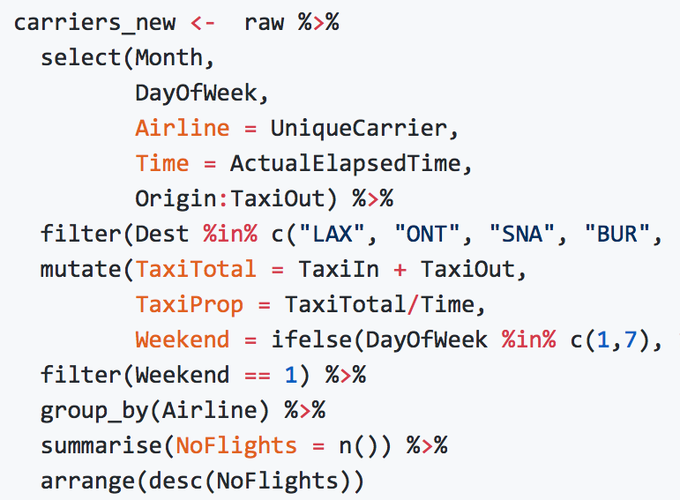 carriers_new <-  raw %>%
  select(Month,
         DayOfWeek,
         Airline = UniqueCarrier,
         Time = ActualElapsedTime,
         Origin:TaxiOut) %>%
  filter(Dest %in% c("LAX", "ONT", "SNA", "BUR",
  mutate(TaxiTotal = TaxiIn + TaxiOut,
         TaxiProp = TaxiTotal/Time,
         Weekend = ifelse(DayOfWeek %in% c(1,7),
  filter(Weekend == 1) %>%
  group_by(Airline) %>%
  summarise(NoFlights = n()) %>%
  arrange(desc(NoFlights))